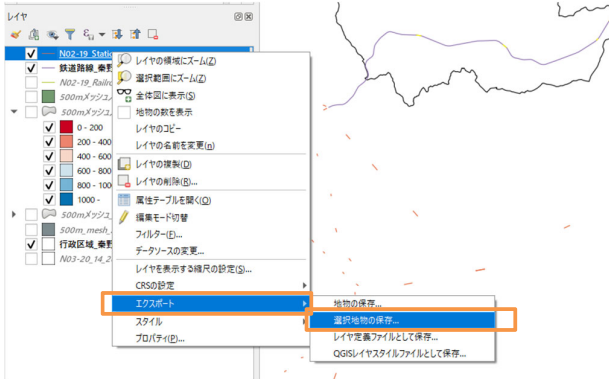 レイヤ
N02-19_Static
鉄道路線_秦野
N02-19_Railro
500mメッシュ人
500mメッシュ
0 - 200
200 - 400
400 - 600
600 - 800
800 - 1000
1000 -
500mメッシュ
500m_mesh_
行政区域_秦野
N03-20_14_2
レイヤの領域にズーム(Z)
選択範囲にズーム(Z)
全体図に表示(S)
地物の数を表示
レイヤのコピー
レイヤの名前を変更(n)
レイヤの複製(D)
レイヤの削除(R)...
属性テーブルを開く(O)
編集モード切替
フィルター(F)...
データソースの変更...
レイヤを表示する縮尺の設定(S)...
CRSの設定
エクスポート
スタイル
プロパティ(P)...
地物の保存...
選択地物の保存...
レイヤ定義ファイルとして保存...
QGISレイヤスタイルファイルとして保存...